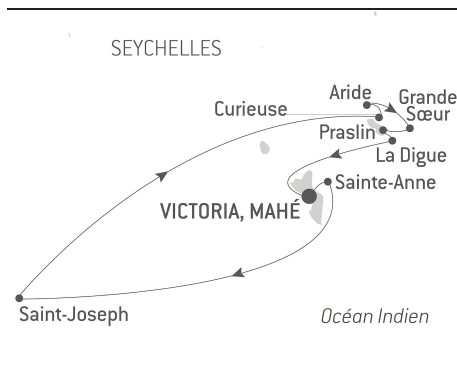 SEYCHELLES
Aride
Grande
Sœur
Curieuse
Praslin
La Digue
Sainte-Anne
VICTORIA, MAHÉ
Saint-Joseph
Océan Indien